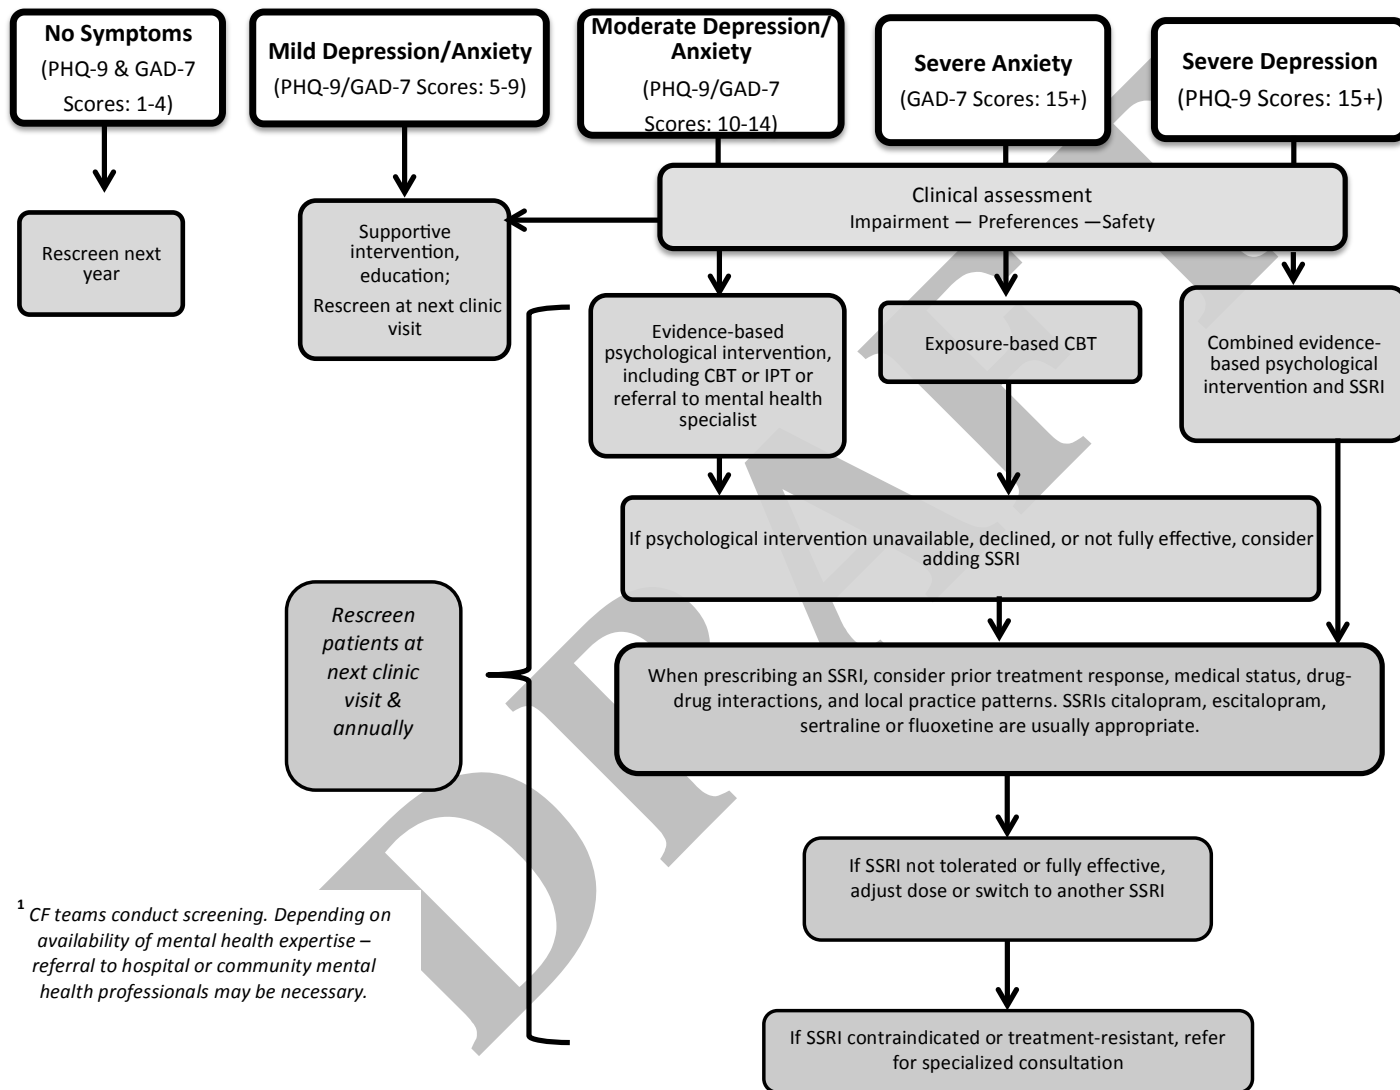 No Symptoms
(PHQ-9 & GAD-7
Scores: 1-4)
Mild Depression/Anxiety
(PHQ-9/GAD-7 Scores: 5-9)
Moderate Depression/
Anxiety
(PHQ-9/GAD-7
Scores: 10-14)
Severe Anxiety
(GAD-7 Scores: 15+)
Severe Depression
(PHQ-9 Scores: 15+)
Clinical assessment
Impairment — Preferences —Safety
Rescreen next
year
Supportive
intervention,
education;
Rescreen at next clinic
visit
Evidence-based
psychological intervention,
including CBT or IPT or
referral to mental health
specialist
Exposure-based CBT
Combined evidence-
based psychological
intervention and SSRI
If psychological intervention unavailable, declined, or not fully effective, consider
adding SSRI
Rescreen
patients at
next clinic
visit &
annually
When prescribing an SSRI, consider prior treatment response, medical status, drug-
drug interactions, and local practice patterns. SSRIs citalopram, escitalopram,
sertraline or fluoxetine are usually appropriate.
If SSRI not tolerated or fully effective,
adjust dose or switch to another SSRI
1 CF teams conduct screening. Depending on
availability of mental health expertise –
referral to hospital or community mental
health professionals may be necessary.
If SSRI contraindicated or treatment-resistant, refer
for specialized consultation
DRAFT